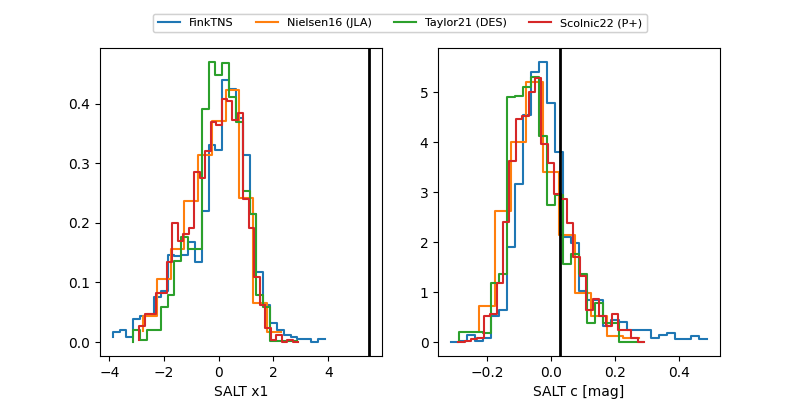 FinkTNS Nielsen16 (JLA) Taylor21 (DES) Scolnic22 (P+)
0.4
0.3
0.2
0.1
0.0
−4 −2 0 2 4
SALT x1
5
4
3
2
1
0
−0.2 0.0 0.2 0.4
SALT c [mag]